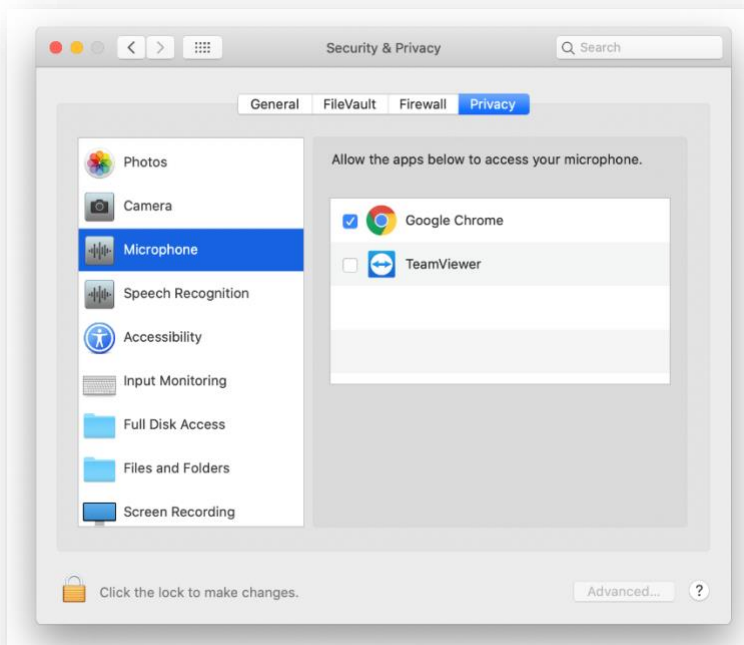 Security & Privacy
Search
General FileVault Firewall Privacy
Photos
Camera
Microphone
Speech Recognition
Accessibility
Input Monitoring
Full Disk Access
Files and Folders
Screen Recording
Allow the apps below to access your microphone.
Google Chrome
TeamViewer
Click the lock to make changes.
Advanced...
?